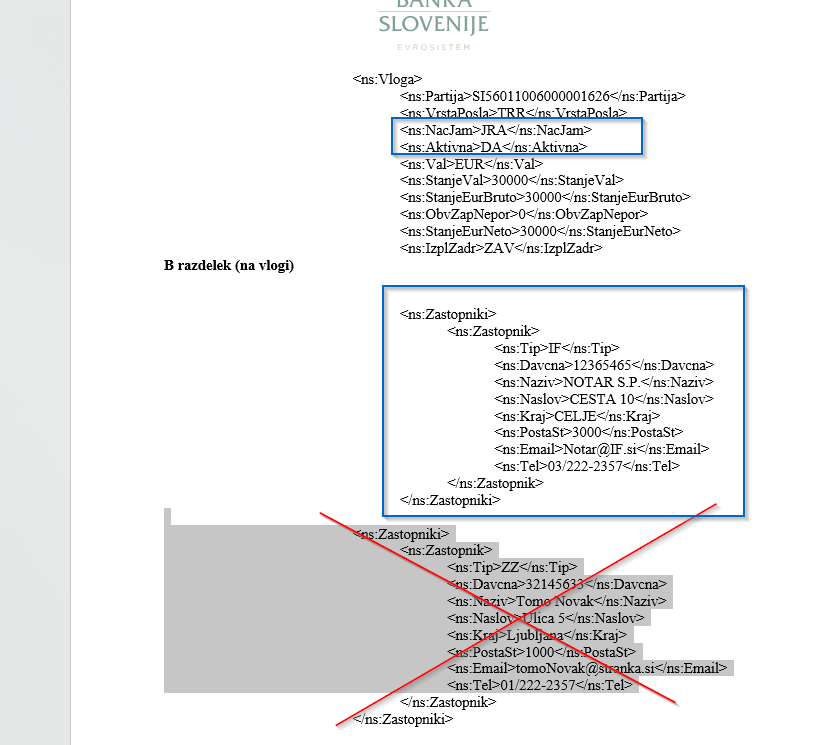 BANKA
SLOVENIJE
EVROSISTEM
<ns:Vloga>
<ns:Partija>SI56011006000001626</ns:Partija>
<ns:VrstaPosla>TRR</ns:VrstaPosla>
<ns:NacJam>JRA</ns:NacJam>
<ns:Aktivna>DA</ns:Aktivna>
<ns:Val>EUR</ns:Val>
<ns:StanjeVal>30000</ns:StanjeVal>
<ns:StanjeEurBruto>30000</ns:StanjeEurBruto>
<ns:ObvZapNepor>0</ns:ObvZapNepor>
<ns:StanjeEurNeto>30000</ns:StanjeEurNeto>
<ns:IzplZadr>ZAV</ns:IzplZadr>
B razdelek (na vlogi)
<ns:Zastopniki>
<ns:Zastopnik>
<ns:Tip>IF</ns:Tip>
<ns:Davcna>12365465</ns:Davcna>
<ns:Naziv>NOTAR S.P.</ns:Naziv>
<ns:Naslov>CESTA 10</ns:Naslov>
<ns:Kraj>CELJE</ns:Kraj>
<ns:PostaSt>3000</ns:PostaSt>
<ns:Email>Notar@IF.si</ns:Email>
<ns:Tel>03/222-2357</ns:Tel>
</ns:Zastopnik>
</ns:Zastopniki>
<ns:Zastopniki>
<ns:Zastopnik>
<ns:Tip>ZZ</ns:Tip>
<ns:Davcna>32145633</ns:Davcna>
<ns:Naziv>Tomo Novak</ns:Naziv>
<ns:Naslov>Ulica 5</ns:Naslov>
<ns:Kraj>Ljubljana</ns:Kraj>
<ns:PostaSt>1000</ns:PostaSt>
<ns:Email>tomoNovak@stranka.si</ns:Email>
<ns:Tel>01/222-2357</ns:Tel>
</ns:Zastopnik>
</ns:Zastopniki>